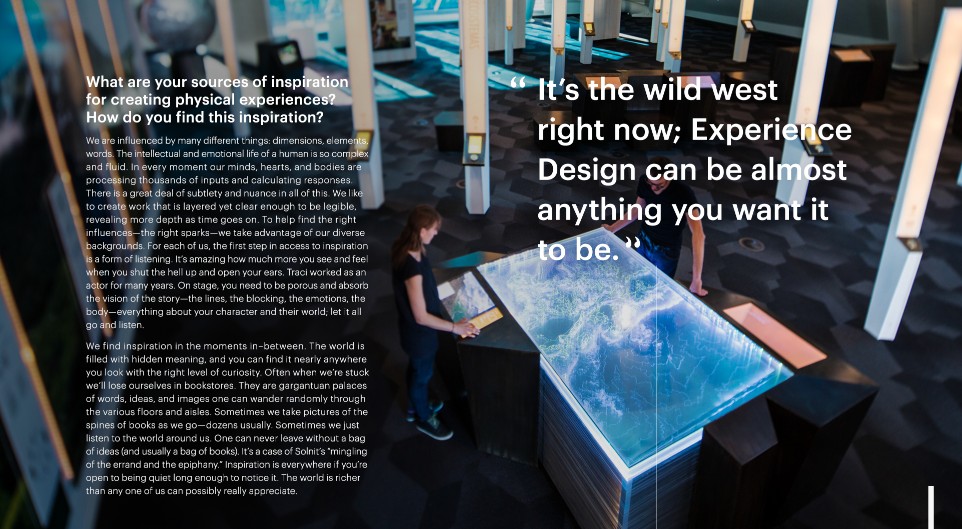 What are your sources of inspiration
for creating physical experiences?
How do you find this inspiration?
We are influenced by many different things: dimensions, elements,
words. The intellectual and emotional life of a human is so complex
and fluid. In every moment our minds, hearts, and bodies are
processing thousands of inputs and calculating responses.
There is a great deal of subtlety and nuance in all of this. We like
to create work that is layered yet clear enough to be legible,
revealing more depth as time goes on. To help find the right
influences—the right sparks—we take advantage of our diverse
backgrounds. For each of us, the first step in access to inspiration
is a form of listening. It's amazing how much more you see and feel
when you shut the hell up and open your ears. Traci worked as an
actor for many years. On stage, you need to be porous and absorb
the vision of the story—the lines, the blocking, the emotions, the
body—everything about your character and their world; let it all
go and listen.
We find inspiration in the moments in-between. The world is
filled with hidden meaning, and you can find it nearly anywhere
you look with the right level of curiosity. Often when we're stuck
we'll lose ourselves in bookstores. They are gargantuan palaces
of words, ideas, and images one can wander randomly through
the various floors and aisles. Sometimes we take pictures of the
spines of books as we go—dozens usually. Sometimes we just
listen to the world around us. One can never leave without a bag
of ideas (and usually a bag of books). It's a case of Solnit's "mingling
of the errand and the epiphany." Inspiration is everywhere if you're
open to being quiet long enough to notice it. The world is richer
than any one of us can possibly really appreciate.
“ It's the wild west
right now; Experience
Design can be almost
anything you want it
to be. ”